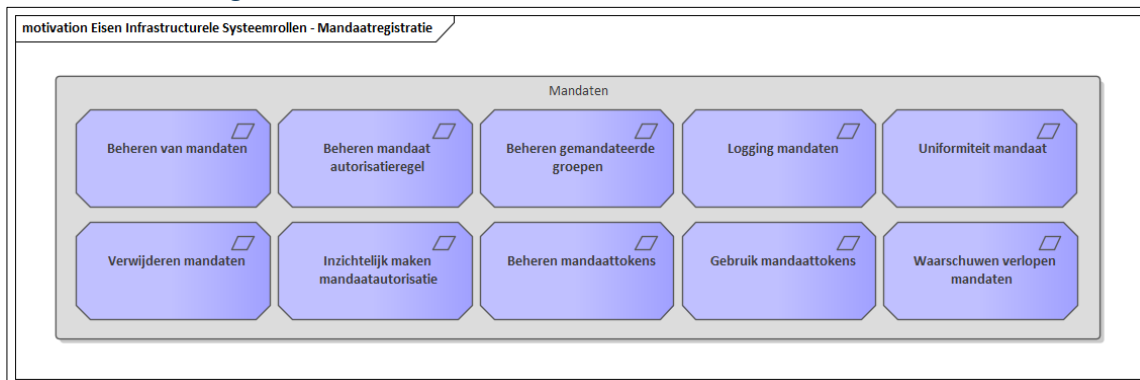 motivation Eisen Infrastructurele Systeemrollen - Mandaatregistratie
Mandaten
Beheren van mandaten
Beheren mandaat
autorisatieregel
Beheren gemandateerde
groepen
Logging mandaten
Uniformiteit mandaat
Verwijderen mandaten
Inzichtelijk maken
mandaatautorisatie
Beheren mandaattokens
Gebruik mandaattokens
Waarschuwen verlopen
mandaten